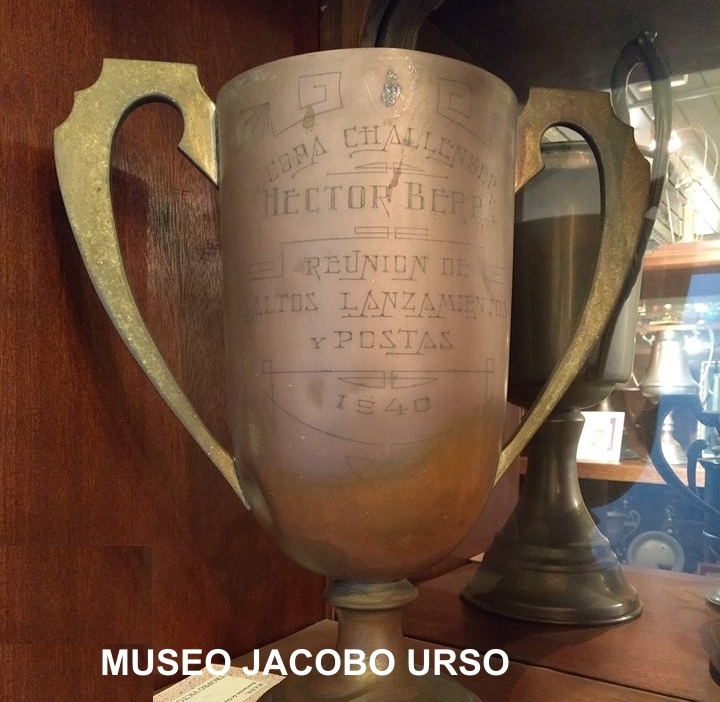 COPA CHALLENGER
HECTOR BERRA
REUNION DE
SALTOS LANZAMIENTOS
Y POSTAS
1940
MUSEO JACOBO URSO